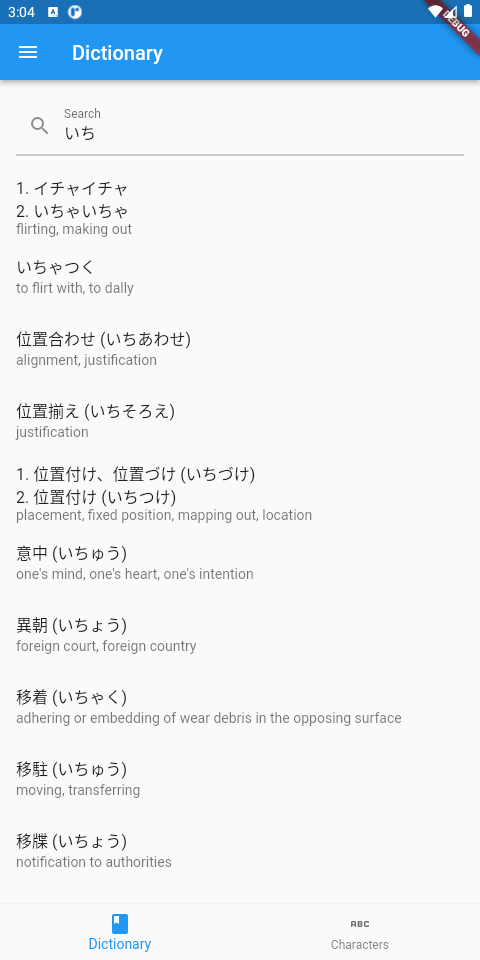 3:04
DEBUG
Dictionary
Search
いち
1. イチャイチャ
2. いちゃいちゃ
flirting, making out
いちゃつく
to flirt with, to dally
位置合わせ (いちあわせ)
alignment, justification
位置揃え (いちそろえ)
justification
1. 位置付け、位置づけ (いちづけ)
2. 位置付け (いちつけ)
placement, fixed position, mapping out, location
意中 (いちゅう)
one's mind, one's heart, one's intention
異朝 (いちょう)
foreign court, foreign country
移着 (いちゃく)
adhering or embedding of wear debris in the opposing surface
移駐 (いちゅう)
moving, transferring
移牒 (いちょう)
notification to authorities
ABC
Dictionary
Characters